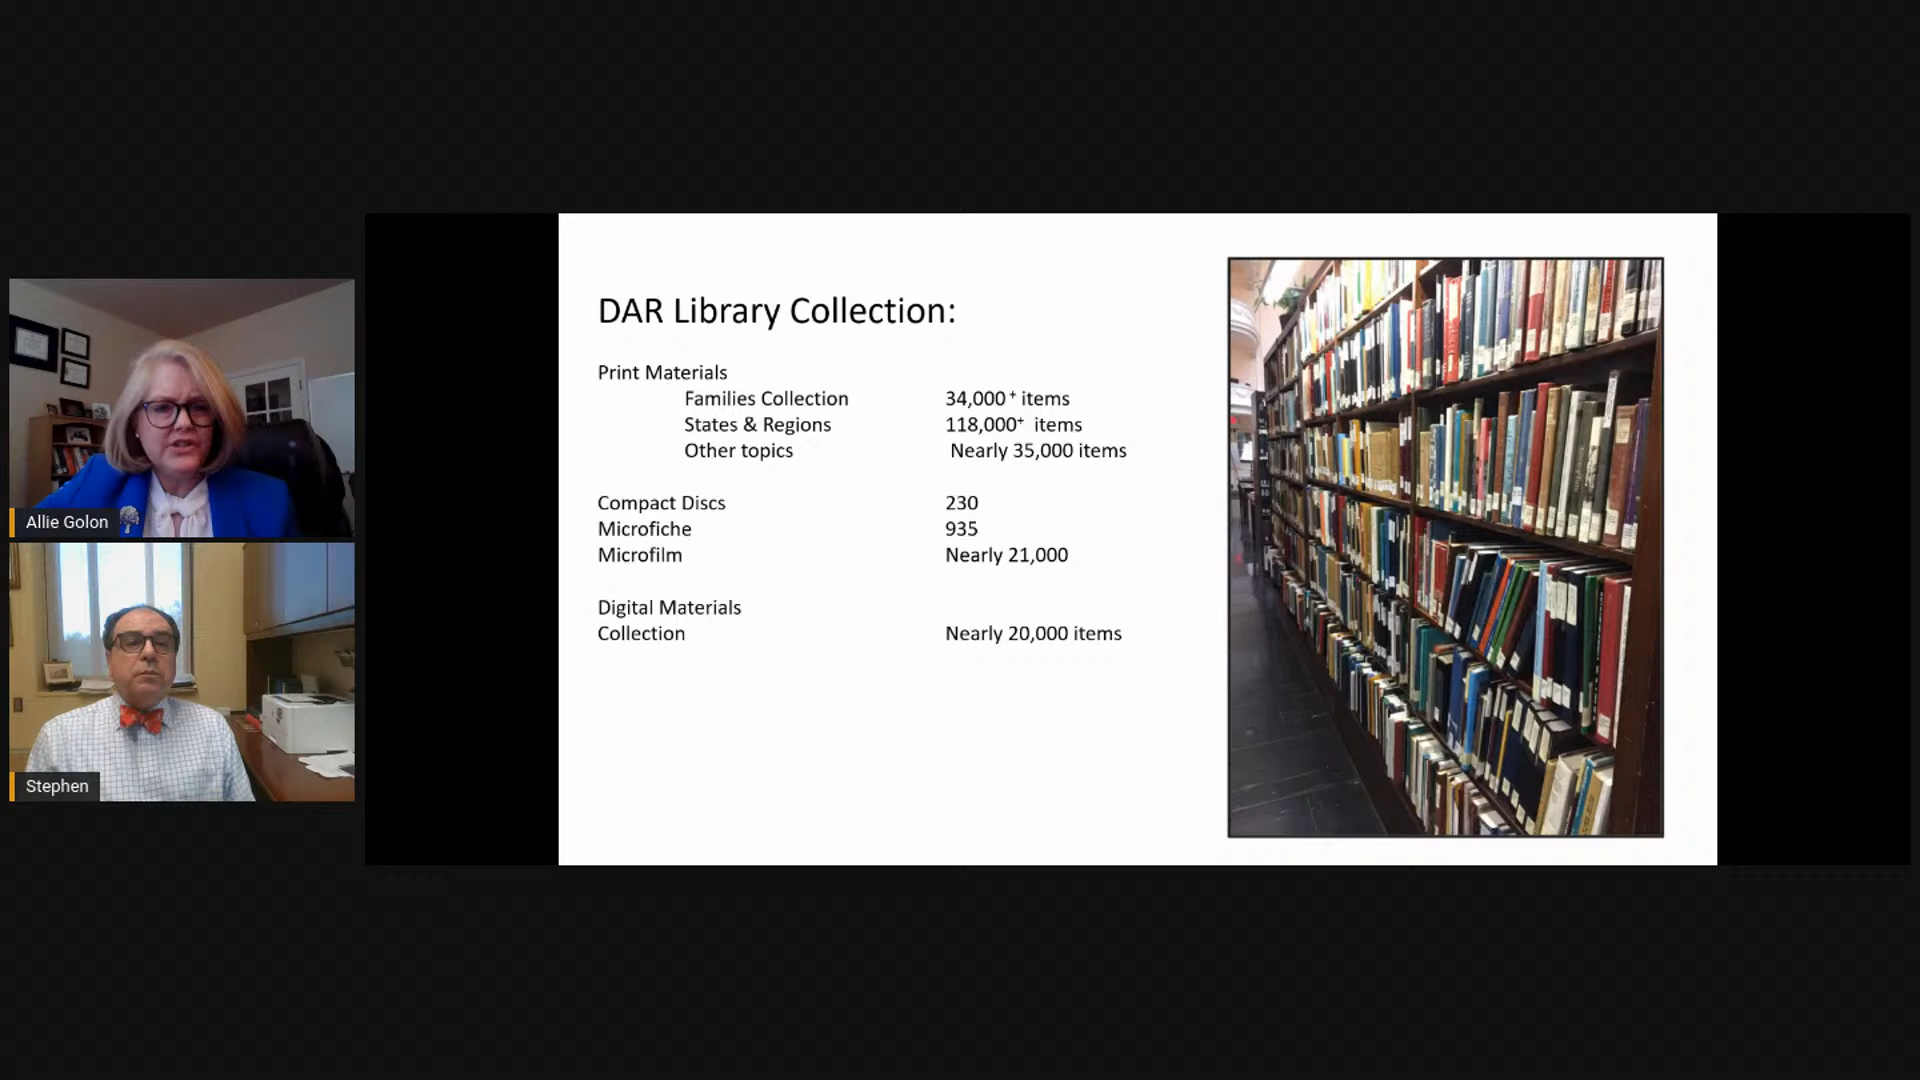 DAR Library Collection:
Print Materials
Families Collection 34,000 + items
States & Regions 118,000+ items
Other topics Nearly 35,000 items
Compact Discs 230
Microfiche 935
Microfilm Nearly 21,000
Digital Materials
Collection Nearly 20,000 items
Allie Golon
Stephen